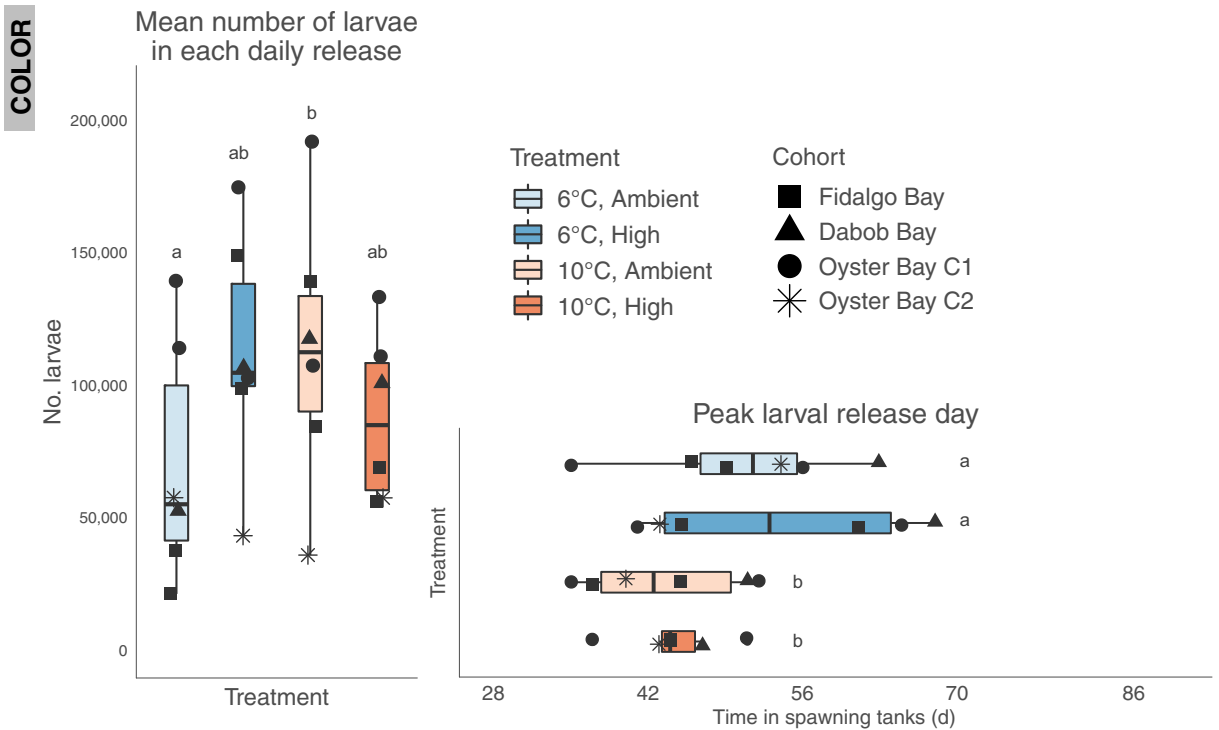 COLOR
Mean number of larvae
in each daily release
No. larvae
200,000
150,000
100,000
50,000
0
a
ab
b
ab
Treatment
Treatment
6°C, Ambient
6°C, High
10°C, Ambient
10°C, High
Cohort
Fidalgo Bay
Dabob Bay
Oyster Bay C1
Oyster Bay C2
Peak larval release day
Treatment
a
a
b
b
28 42 56 70 86
Time in spawning tanks (d)